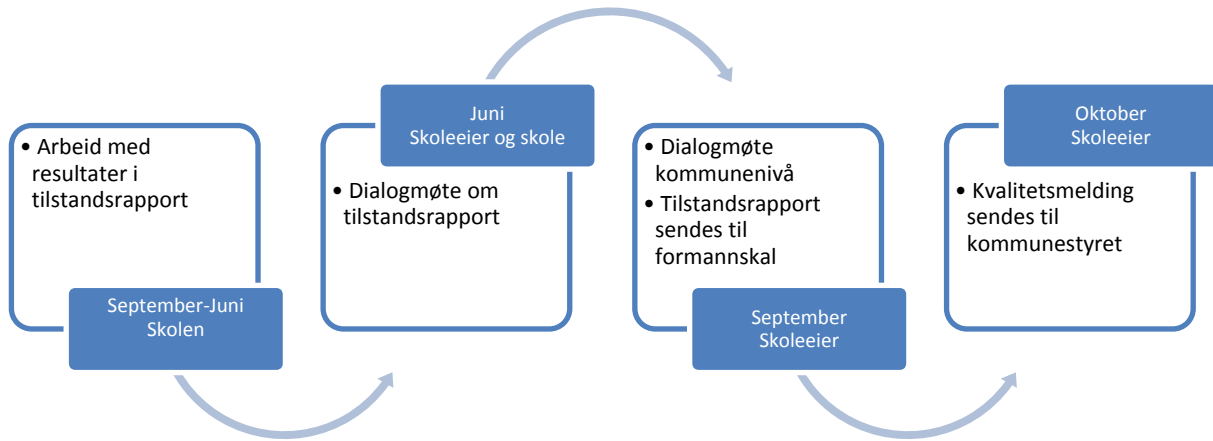 • Arbeid med
resultater i
tilstandsrapport
September-Juni
Skolen
Juni
Skoleeier og skole
• Dialogmøte om
tilstandsrapport
• Dialogmøte
kommunenivå
• Tilstandsrapport
sendes til
formannskal
September
Skoleeier
Oktober
Skoleeier
• Kvalitetsmelding
sendes til
kommunestyret